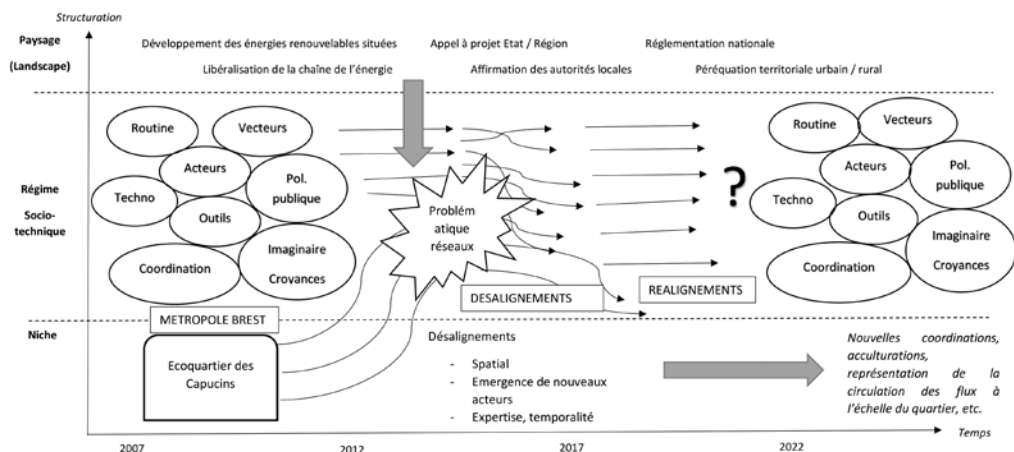 Structuration
Paysage
(Landscape)
Développement des énergies renouvelables situées
Appel à projet Etat / Région
Réglementation nationale
Libéralisation de la chaîne de l'énergie
Affirmation des autorités locales
Péréquation territoriale urbain / rural
Régime
Socio-
technique
Routine
Vecteurs
Acteurs
Pol.
publique
Techno
Outils
Imaginaire
Croyances
Coordination
Problém
atique
réseaux
DESALIGNEMENTS
REALIGNEMENTS
?
Routine
Vecteurs
Acteurs
Pol.
publique
Techno
Outils
Imaginaire
Croyances
Coordination
METROPOLE BREST
Niche
Ecoquartier des
Capucins
Désalignements
- Spatial
- Emergence de nouveaux
acteurs
- Expertise, temporalité
Nouvelles coordinations,
acculturations,
représentation de la
circulation des flux à
l'échelle du quartier, etc.
Temps
2007
2012
2017
2022